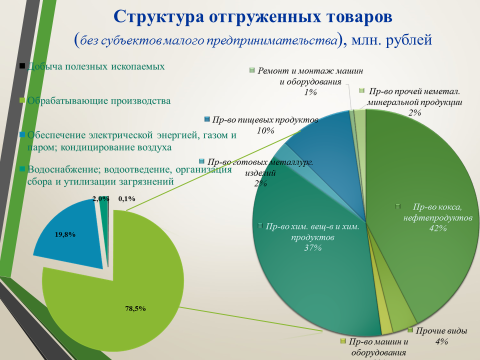 Структура отгруженных товаров
(без субъектов малого предпринимательства), млн. рублей
Добыча полезных ископаемых
Обрабатывающие производства
Обеспечение электрической энергией, газом и
паром; кондицирование воздуха
Водоснабжение; водоотведение, организация
сбора и утилизации загрязнений
2,0%
0,1%
19,8%
78,5%
Ремонт и монтаж машин
и оборудования
1%
Пр-во прочей неметал.
минеральной продукции
2%
Пр-во пищевых продуктов
10%
Пр-во готовых металлург.
изделий
2%
Пр-во кокса,
нефтепродуктов
42%
Пр-во хим. вещ-в и хим.
продуктов
37%
Прочие виды
4%
Пр-во машин и
оборудования